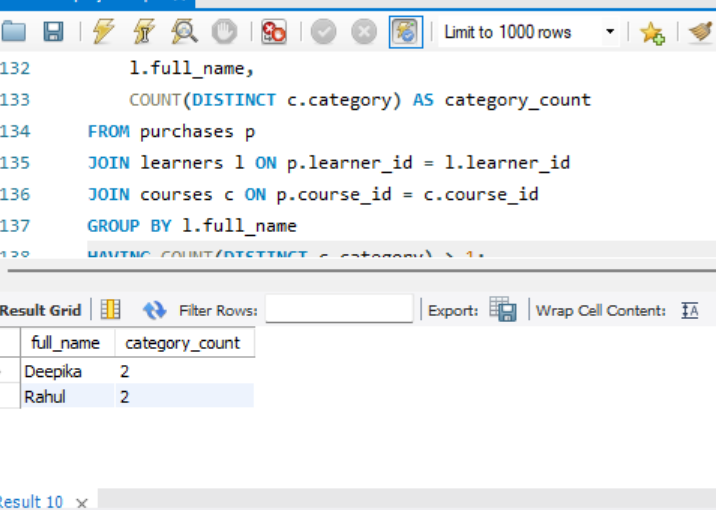 Limit to 1000 rows
132 l.full_name,
133 COUNT(DISTINCT c.category) AS category_count
134 FROM purchases p
135 JOIN learners l ON p.learner_id = l.learner_id
136 JOIN courses c ON p.course_id = c.course_id
137 GROUP BY l.full_name
138 HAVING COUNT(DISTINCT c.category) > 1;
Result Grid Filter Rows: Export: Wrap Cell Content:
full_name category_count
Deepika 2
Rahul 2
Result 10